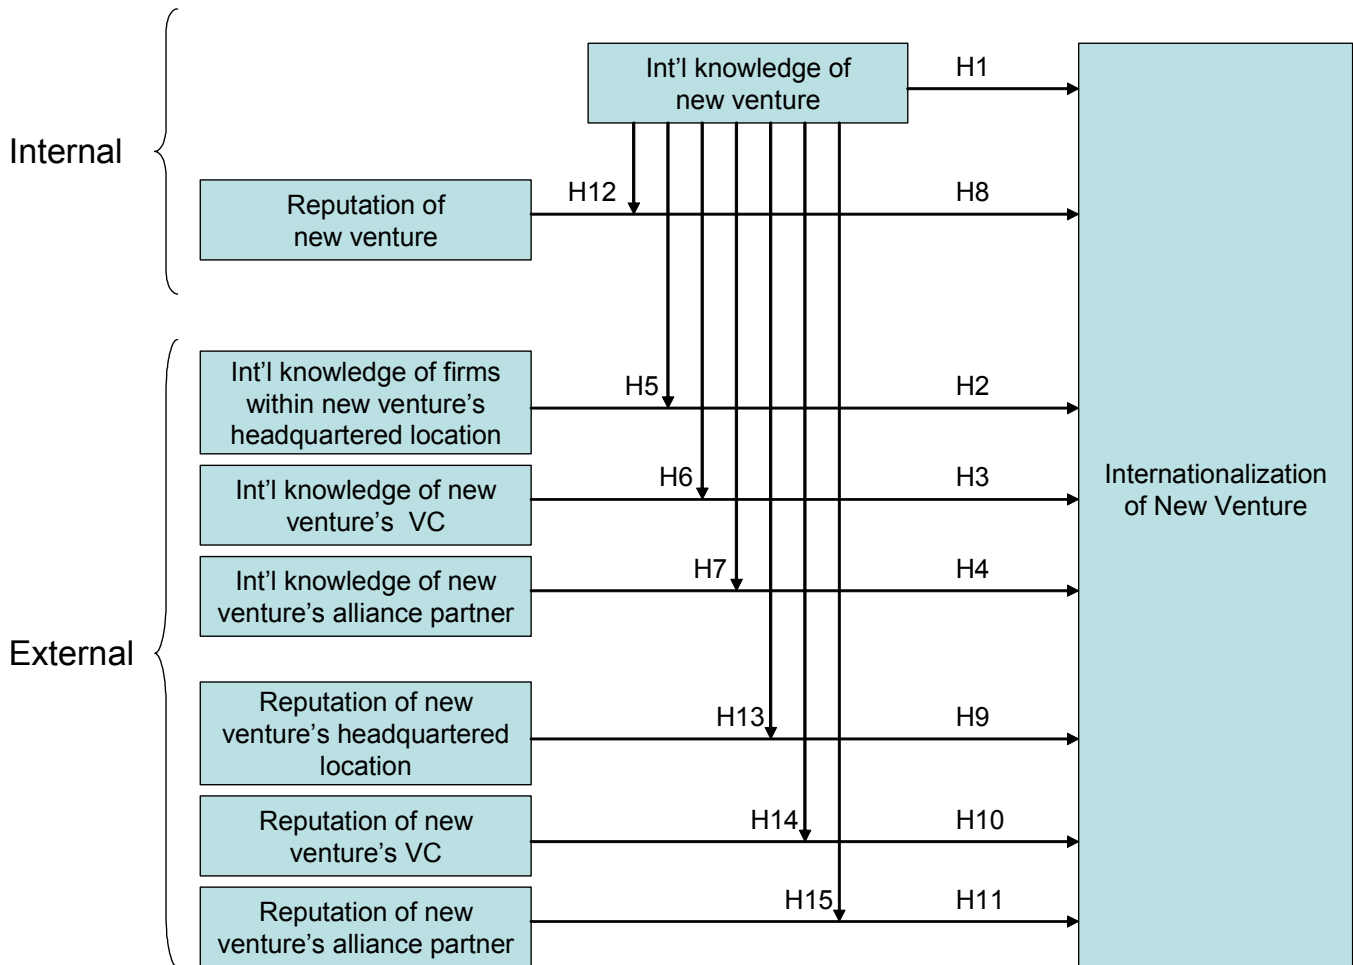 Int'l knowledge of
new venture
H1
Internal
Reputation of
new venture
H12
H8
Int'l knowledge of firms
within new venture's
headquartered location
H5
H2
Int'l knowledge of new
venture's  VC
H6
H3
Internationalization
of New Venture
Int'l knowledge of new
venture's alliance partner
H7
H4
External
Reputation of new
venture's headquartered
location
H13
H9
Reputation of new
venture's VC
H14
H10
Reputation of new
venture's alliance partner
H15
H11